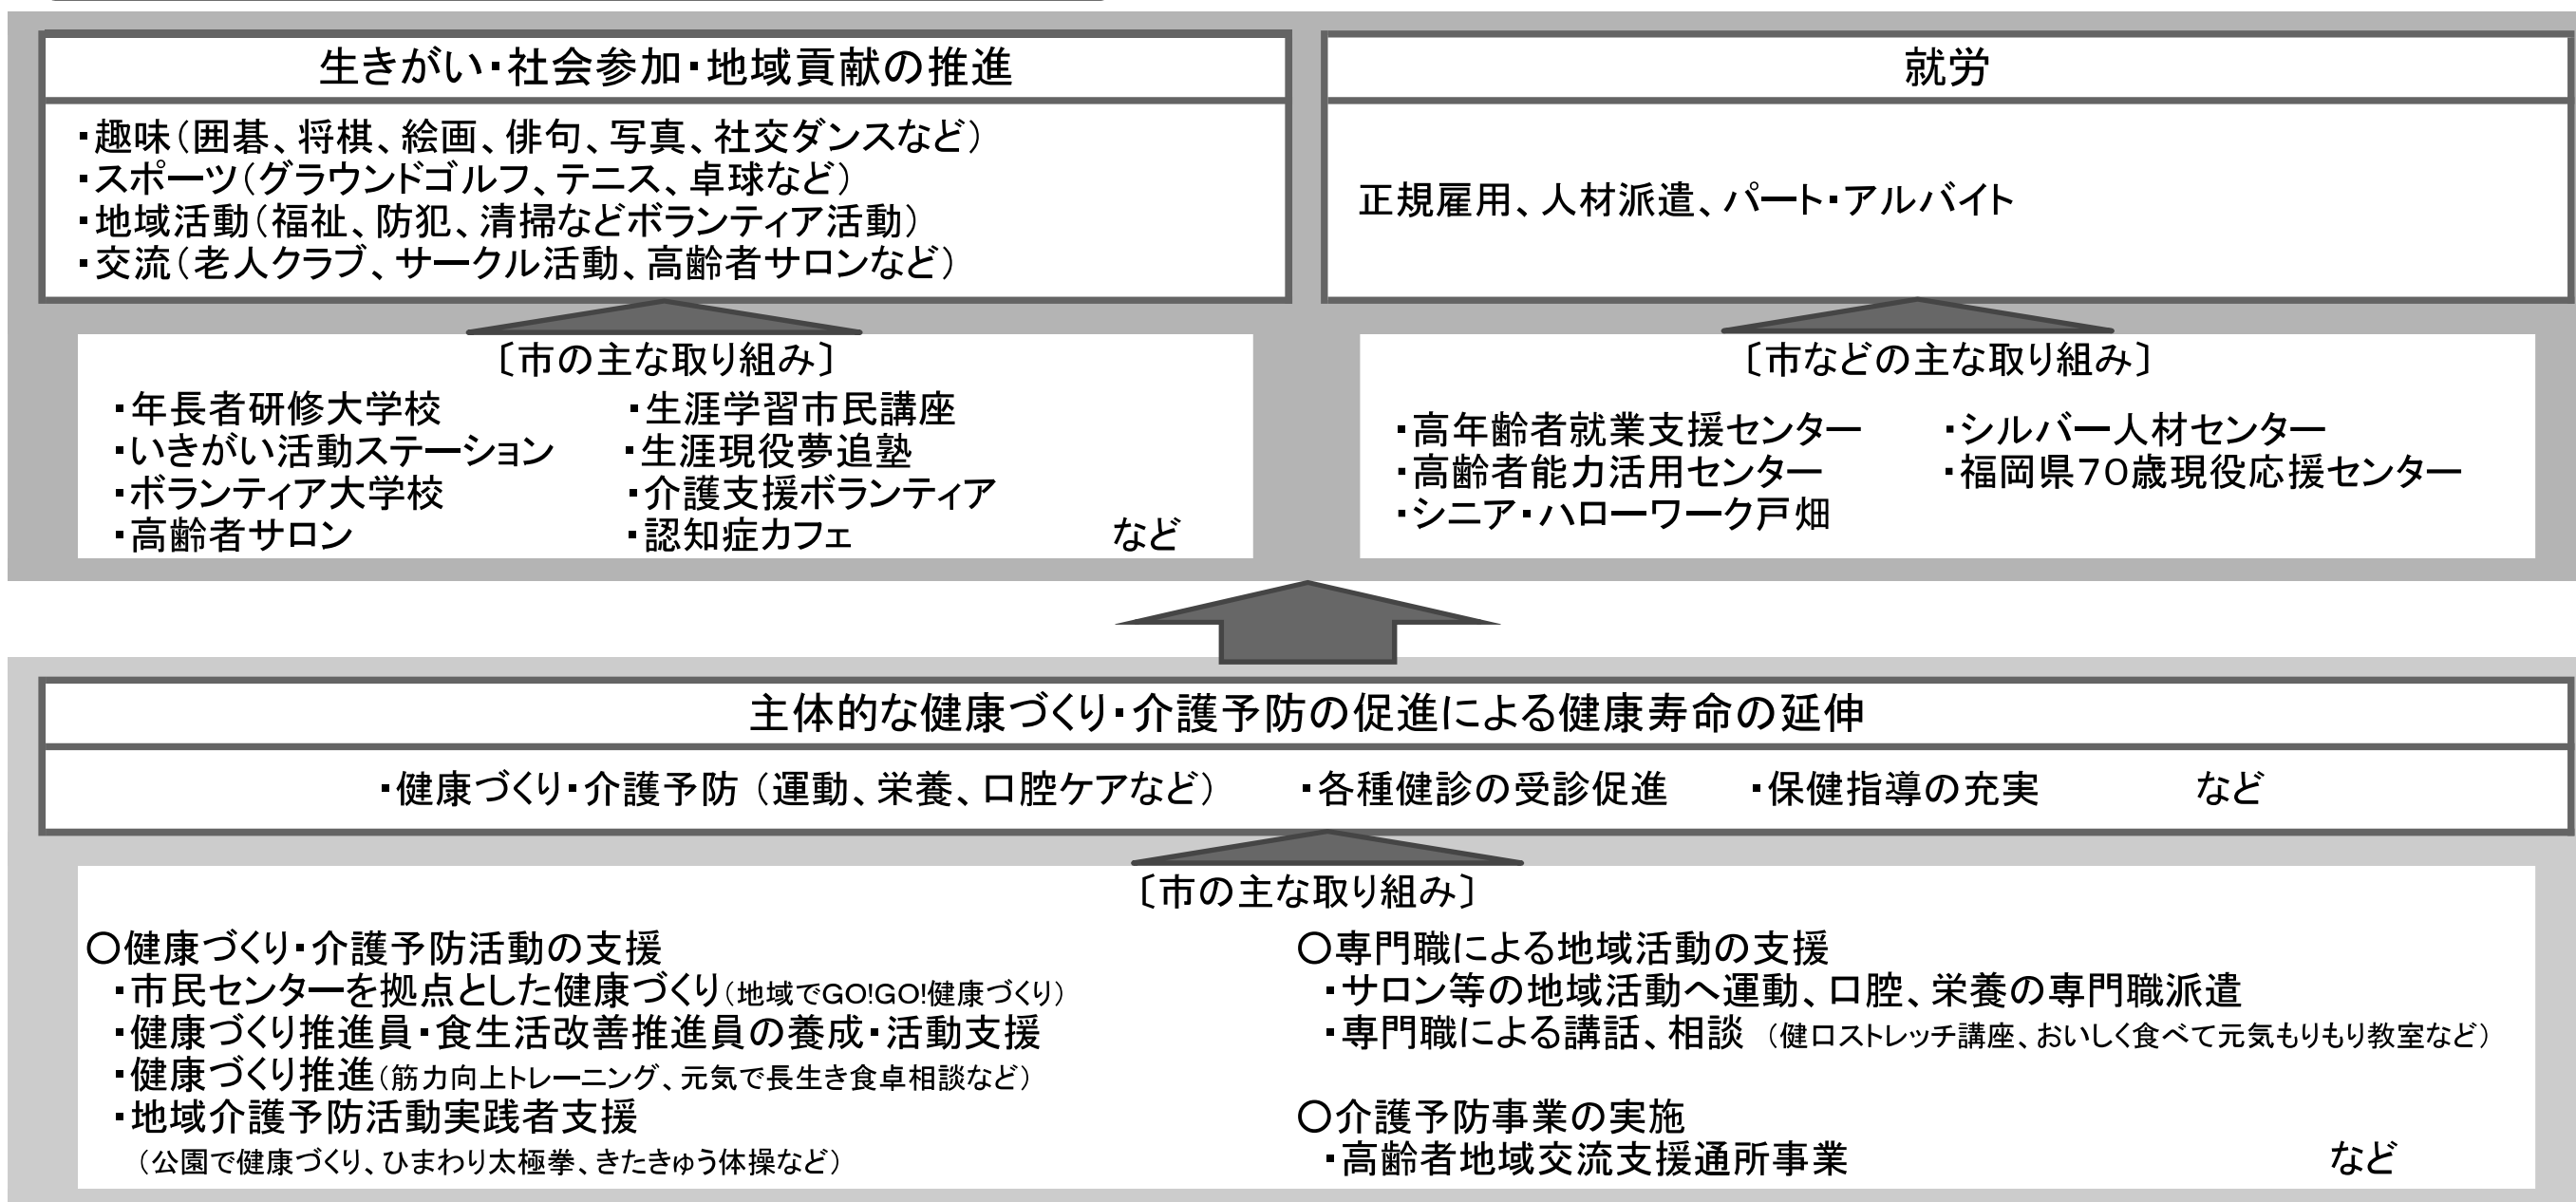 生きがい・社会参加・地域貢献の推進
・趣味（囲碁、将棋、絵画、俳句、写真、社交ダンスなど）
・スポーツ（グラウンドゴルフ、テニス、卓球など）
・地域活動（福祉、防犯、清掃などボランティア活動）
・交流（老人クラブ、サークル活動、高齢者サロンなど）
就労
正規雇用、人材派遣、パート・アルバイト
〔市の主な取り組み〕
・年長者研修大学校
・いきがい活動ステーション
・ボランティア大学校
・高齢者サロン
・生涯学習市民講座
・生涯現役夢追塾
・介護支援ボランティア
・認知症カフェ
など
〔市などの主な取り組み〕
・高年齢者就業支援センター
・高齢者能力活用センター
・シニア・ハローワーク戸畑
・シルバー人材センター
・福岡県70歳現役応援センター
主体的な健康づくり・介護予防の促進による健康寿命の延伸
・健康づくり・介護予防（運動、栄養、口腔ケアなど） ・各種健診の受診促進 ・保健指導の充実 など
〔市の主な取り組み〕
〇健康づくり・介護予防活動の支援
・市民センターを拠点とした健康づくり（地域でGO!GO!健康づくり）
・健康づくり推進員・食生活改善推進員の養成・活動支援
・健康づくり推進（筋力向上トレーニング、元気で長生き食卓相談など）
・地域介護予防活動実践者支援
（公園で健康づくり、ひまわり太極拳、きたきゅう体操など）
〇専門職による地域活動の支援
・サロン等の地域活動へ運動、口腔、栄養の専門職派遣
・専門職による講話、相談 （健口ストレッチ講座、おいしく食べて元気もりもり教室など）
〇介護予防事業の実施
・高齢者地域交流支援通所事業
など